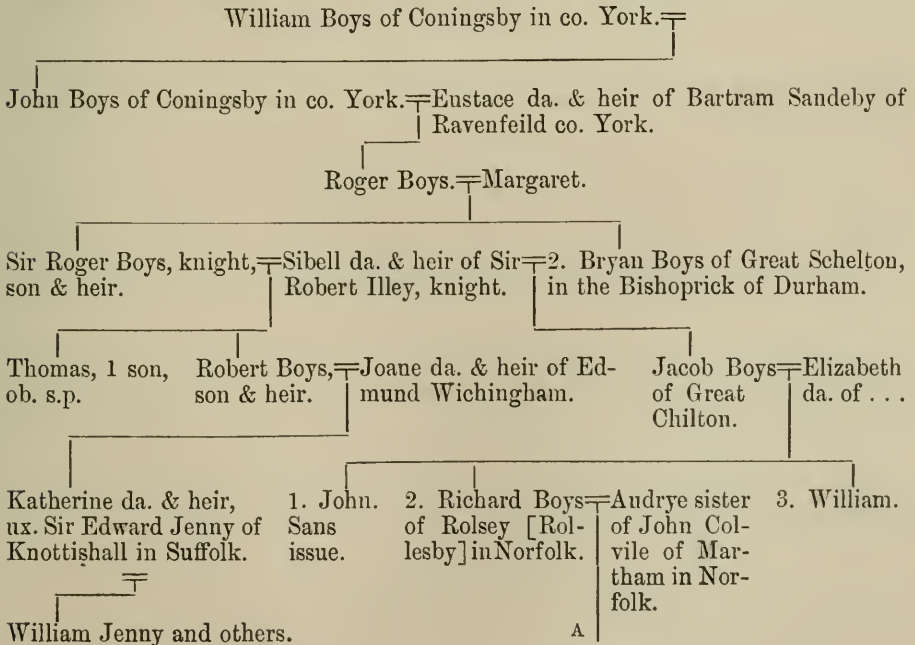 William Boys of Coningsby in co. York.
John Boys of Coningsby in co. York. Eustace da. & heir of Bartram Sandeby of
Ravenfeild co. York.
Roger Boys. Margaret.
Sir Roger Boys, knight,
son & heir.
Sibell da. & heir of Sir
Robert Illey, knight.
2. Bryan Boys of Great Schelton,
in the Bishoprick of Durham.
Thomas, 1 son,
ob. s.p.
Robert Boys,
son & heir.
Joane da. & heir of Ed-
mund Wichingham.
Jacob Boys
of Great
Chilton.
Elizabeth
da. of . . .
Katherine da. & heir,
ux. Sir Edward Jenny of
Knottishall in Suffolk.
1. John.
Sans
issue.
2. Richard Boys
of Rolsey [Rol-
lesby] in Norfolk.
Audrye sister
of John Col-
vile of Mar-
tham in Nor-
folk.
3. William.
William Jenny and others.
A